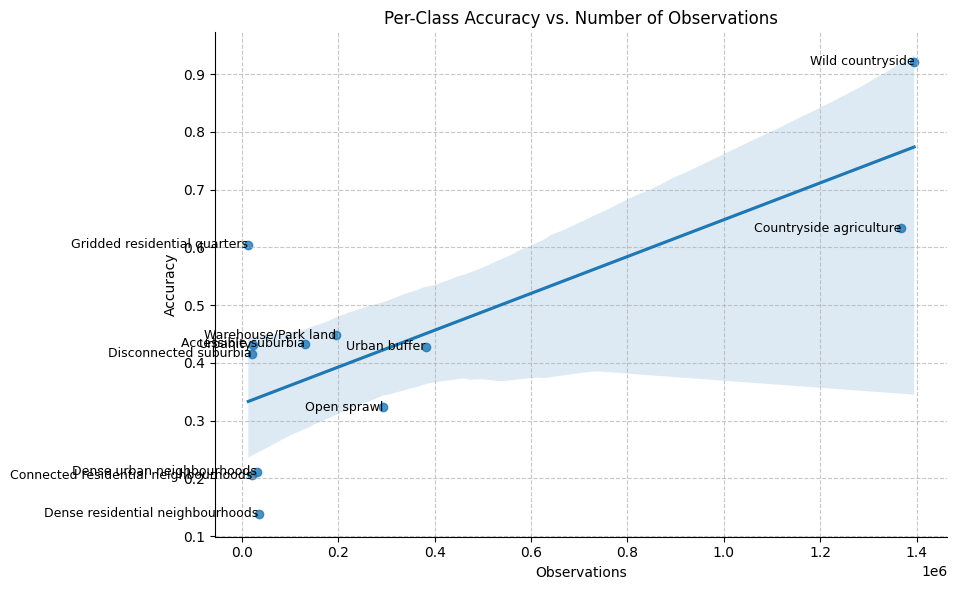 Per-Class Accuracy vs. Number of Observations
0.9
0.8
0.7
0.6
0.5
0.4
0.3
0.2
0.1
Accuracy
Wild countryside
Countryside agriculture
Gridded residential quarters
Warehouse/Park land
Accessible suburbia
Urbanity
Urban buffer
Disconnected suburbia
Open sprawl
Dense urban neighbourhoods
Connected residential neighbourhoods
Dense residential neighbourhoods
0.0 0.2 0.4 0.6 0.8 1.0 1.2 1.4
1e6
Observations